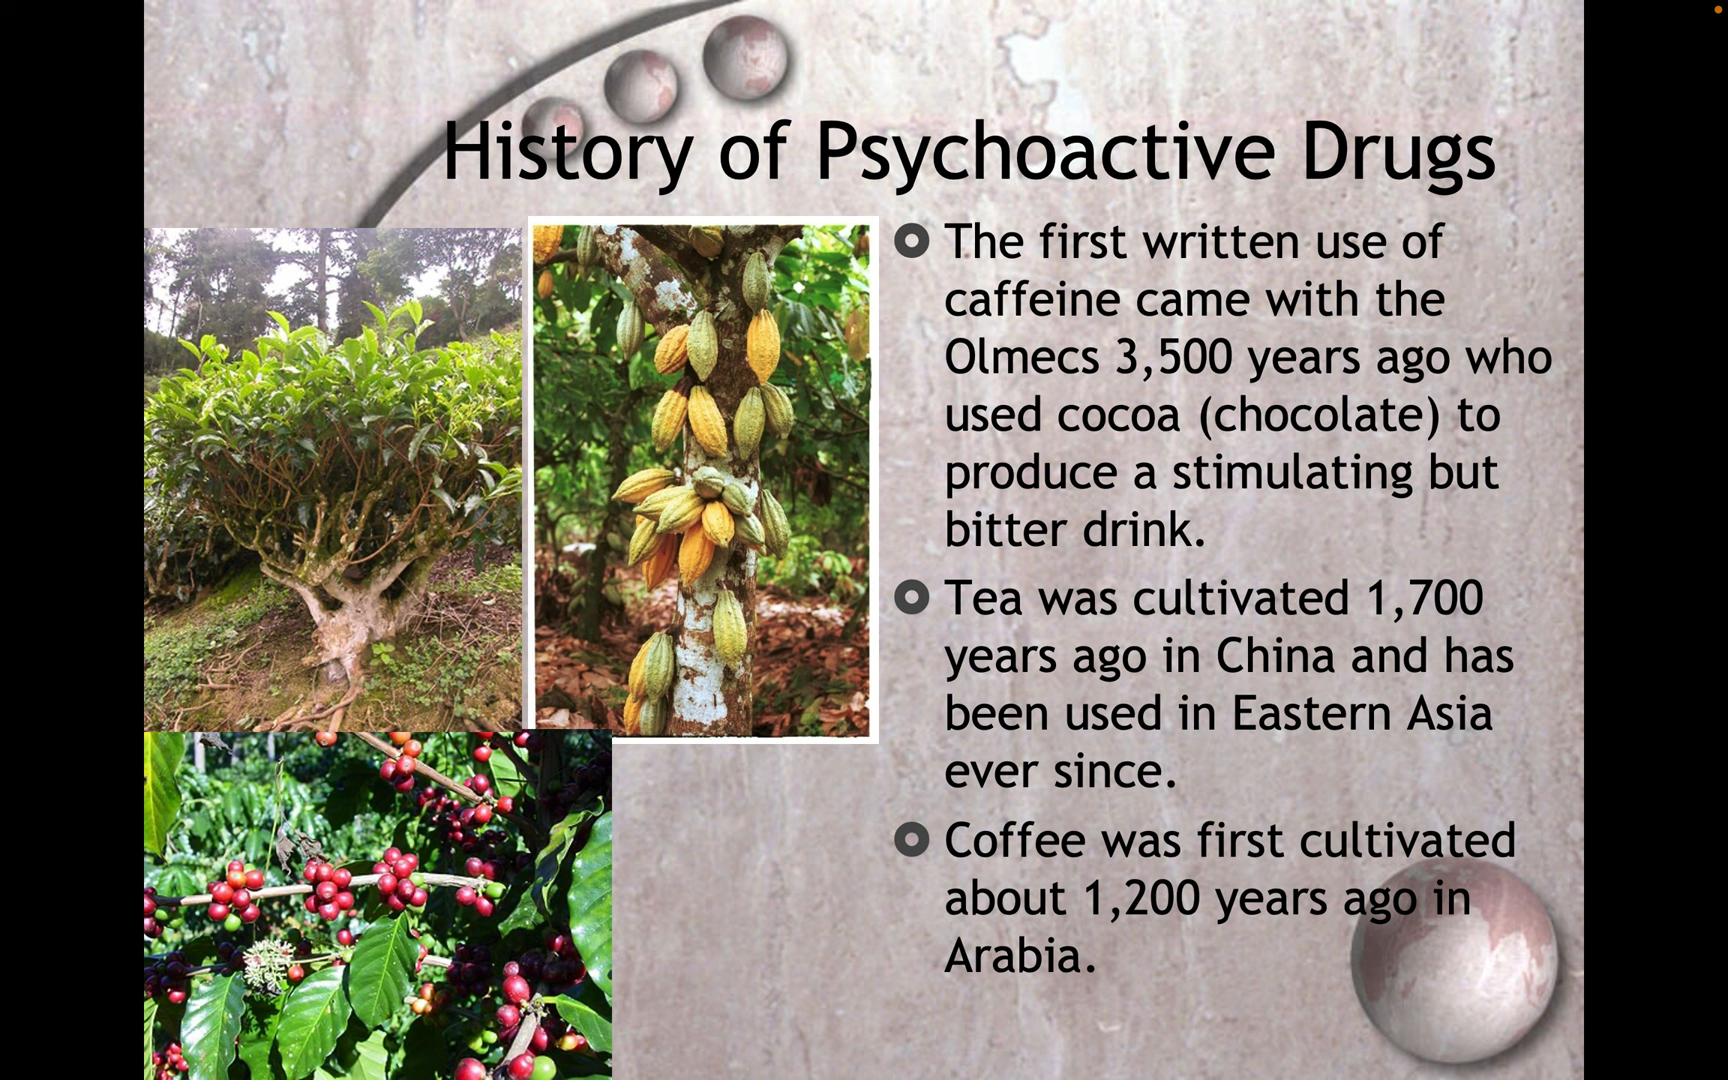 History of Psychoactive Drugs
The first written use of
caffeine came with the
Olmecs 3,500 years ago who
used cocoa (chocolate) to
produce a stimulating but
bitter drink.
Tea was cultivated 1,700
years ago in China and has
been used in Eastern Asia
ever since.
Coffee was first cultivated
about 1,200 years ago in
Arabia.